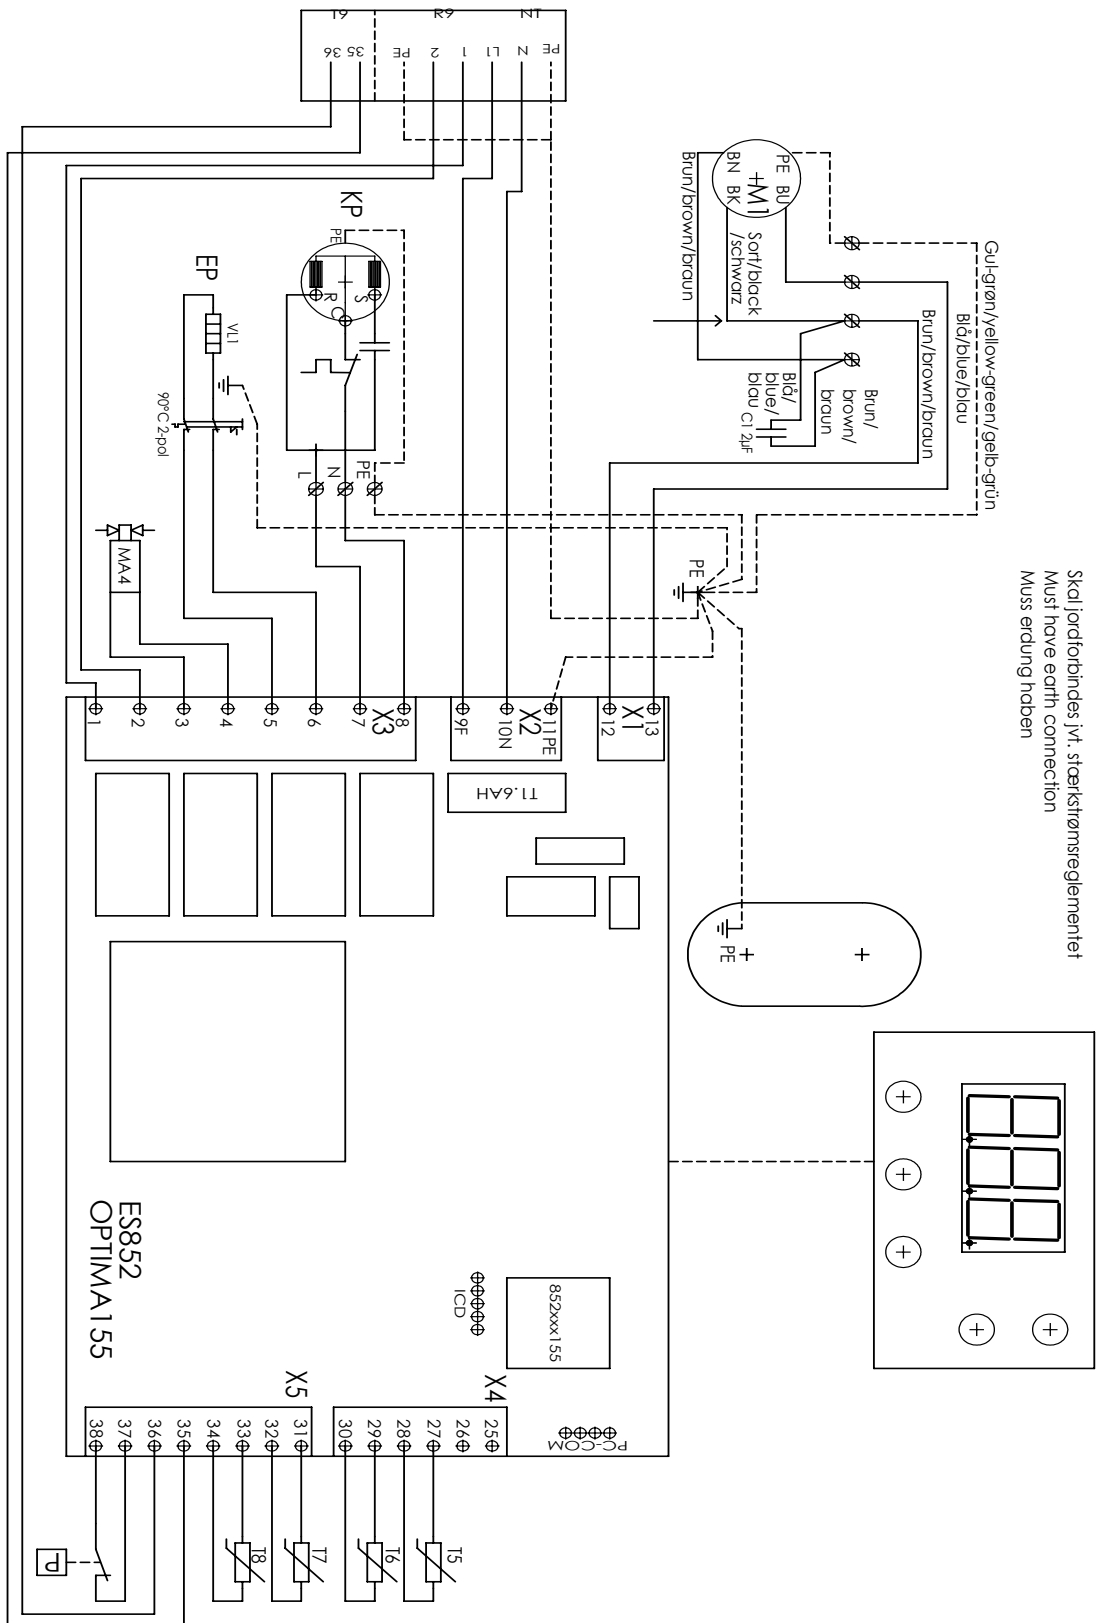 T9
R9
NT
36
35
PE
2
1
L1
N
PE
PE BU
BN BK
M1
Brun/brown/braun
Sort/black
/schwarz
Gul-grøn/yellow-green/gelb-grün
Blå/blue/blau
Brun/brown/braun
Brun/
brown/
braun
Blå/
blue/
blau
C1 2µF
Skal jordforbindes jvt. stærkstrømsreglementet
Must have earth connection
Muss erdung haben
KP
PE
R
S
C
L
N
PE
EP
VL1
90°C 2-pol
MA4
PE
PE
1
2
3
4
5
6
7
8
X3
9F
10N
11PE
X2
12
13
X1
T1.6AH
ES852
OPTIMA155
852xxx155
ICD
PC-COM
X5
X4
38
37
36
35
34
33
32
31
30
29
28
27
26
25
P
T8
T7
T6
T5